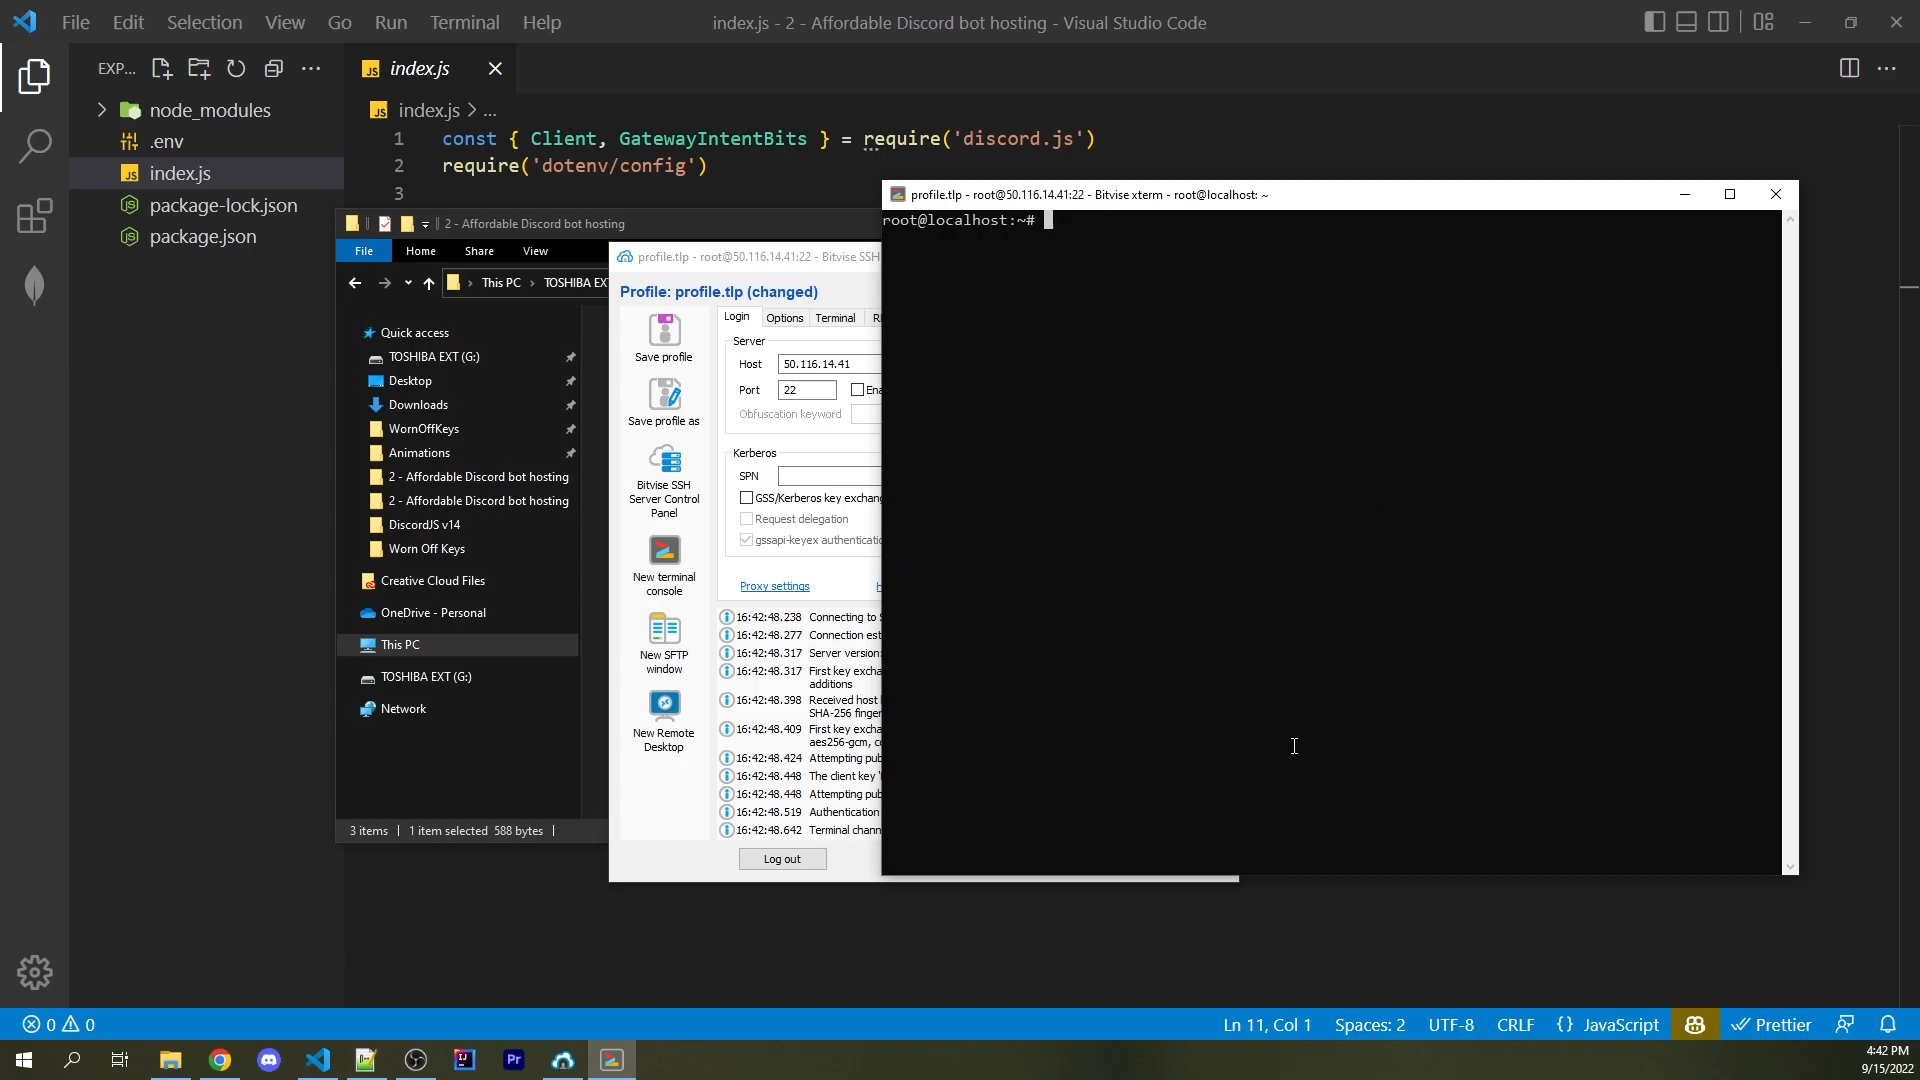 File Edit Selection View Go Run Terminal Help
index.js - 2 - Affordable Discord bot hosting - Visual Studio Code
EXP...
node_modules
.env
index.js
package-lock.json
package.json
JS index.js
JS index.js > ...
1 const { Client, GatewayIntentBits } = require('discord.js')
2 require('dotenv/config')
3
2 - Affordable Discord bot hosting
File Home Share View
This PC TOSHIBA EXT
Quick access
TOSHIBA EXT (G:)
Desktop
Downloads
WornOffKeys
Animations
2 - Affordable Discord bot hosting
2 - Affordable Discord bot hosting
DiscordJS v14
Worn Off Keys
Creative Cloud Files
OneDrive - Personal
This PC
TOSHIBA EXT (G:)
Network
3 items 1 item selected 588 bytes
profile.tlp - root@50.116.14.41:22 - Bitvise SSH
Profile: profile.tlp (changed)
Save profile
Save profile as
Bitvise SSH
Server Control
Panel
New terminal
console
New SFTP
window
New Remote
Desktop
Login Options Terminal
Server
Host 50.116.14.41
Port 22 Ena
Obfuscation keyword
Kerberos
SPN
GSS/Kerberos key exchang
Request delegation
gssapi-keyex authenticatio
Proxy settings
16:42:48.238 Connecting to
16:42:48.277 Connection est
16:42:48.317 Server version:
16:42:48.317 First key excha
additions
16:42:48.398 Received host
SHA-256 finger
16:42:48.409 First key excha
aes256-gcm, c
16:42:48.424 Attempting pub
16:42:48.448 The client key
16:42:48.448 Attempting pub
16:42:48.519 Authentication
16:42:48.642 Terminal chann
Log out
profile.tlp - root@50.116.14.41:22 - Bitvise xterm - root@localhost: ~
root@localhost:~#
0 0
Ln 11, Col 1 Spaces: 2 UTF-8 CRLF {} JavaScript Prettier
4:42 PM
9/15/2022